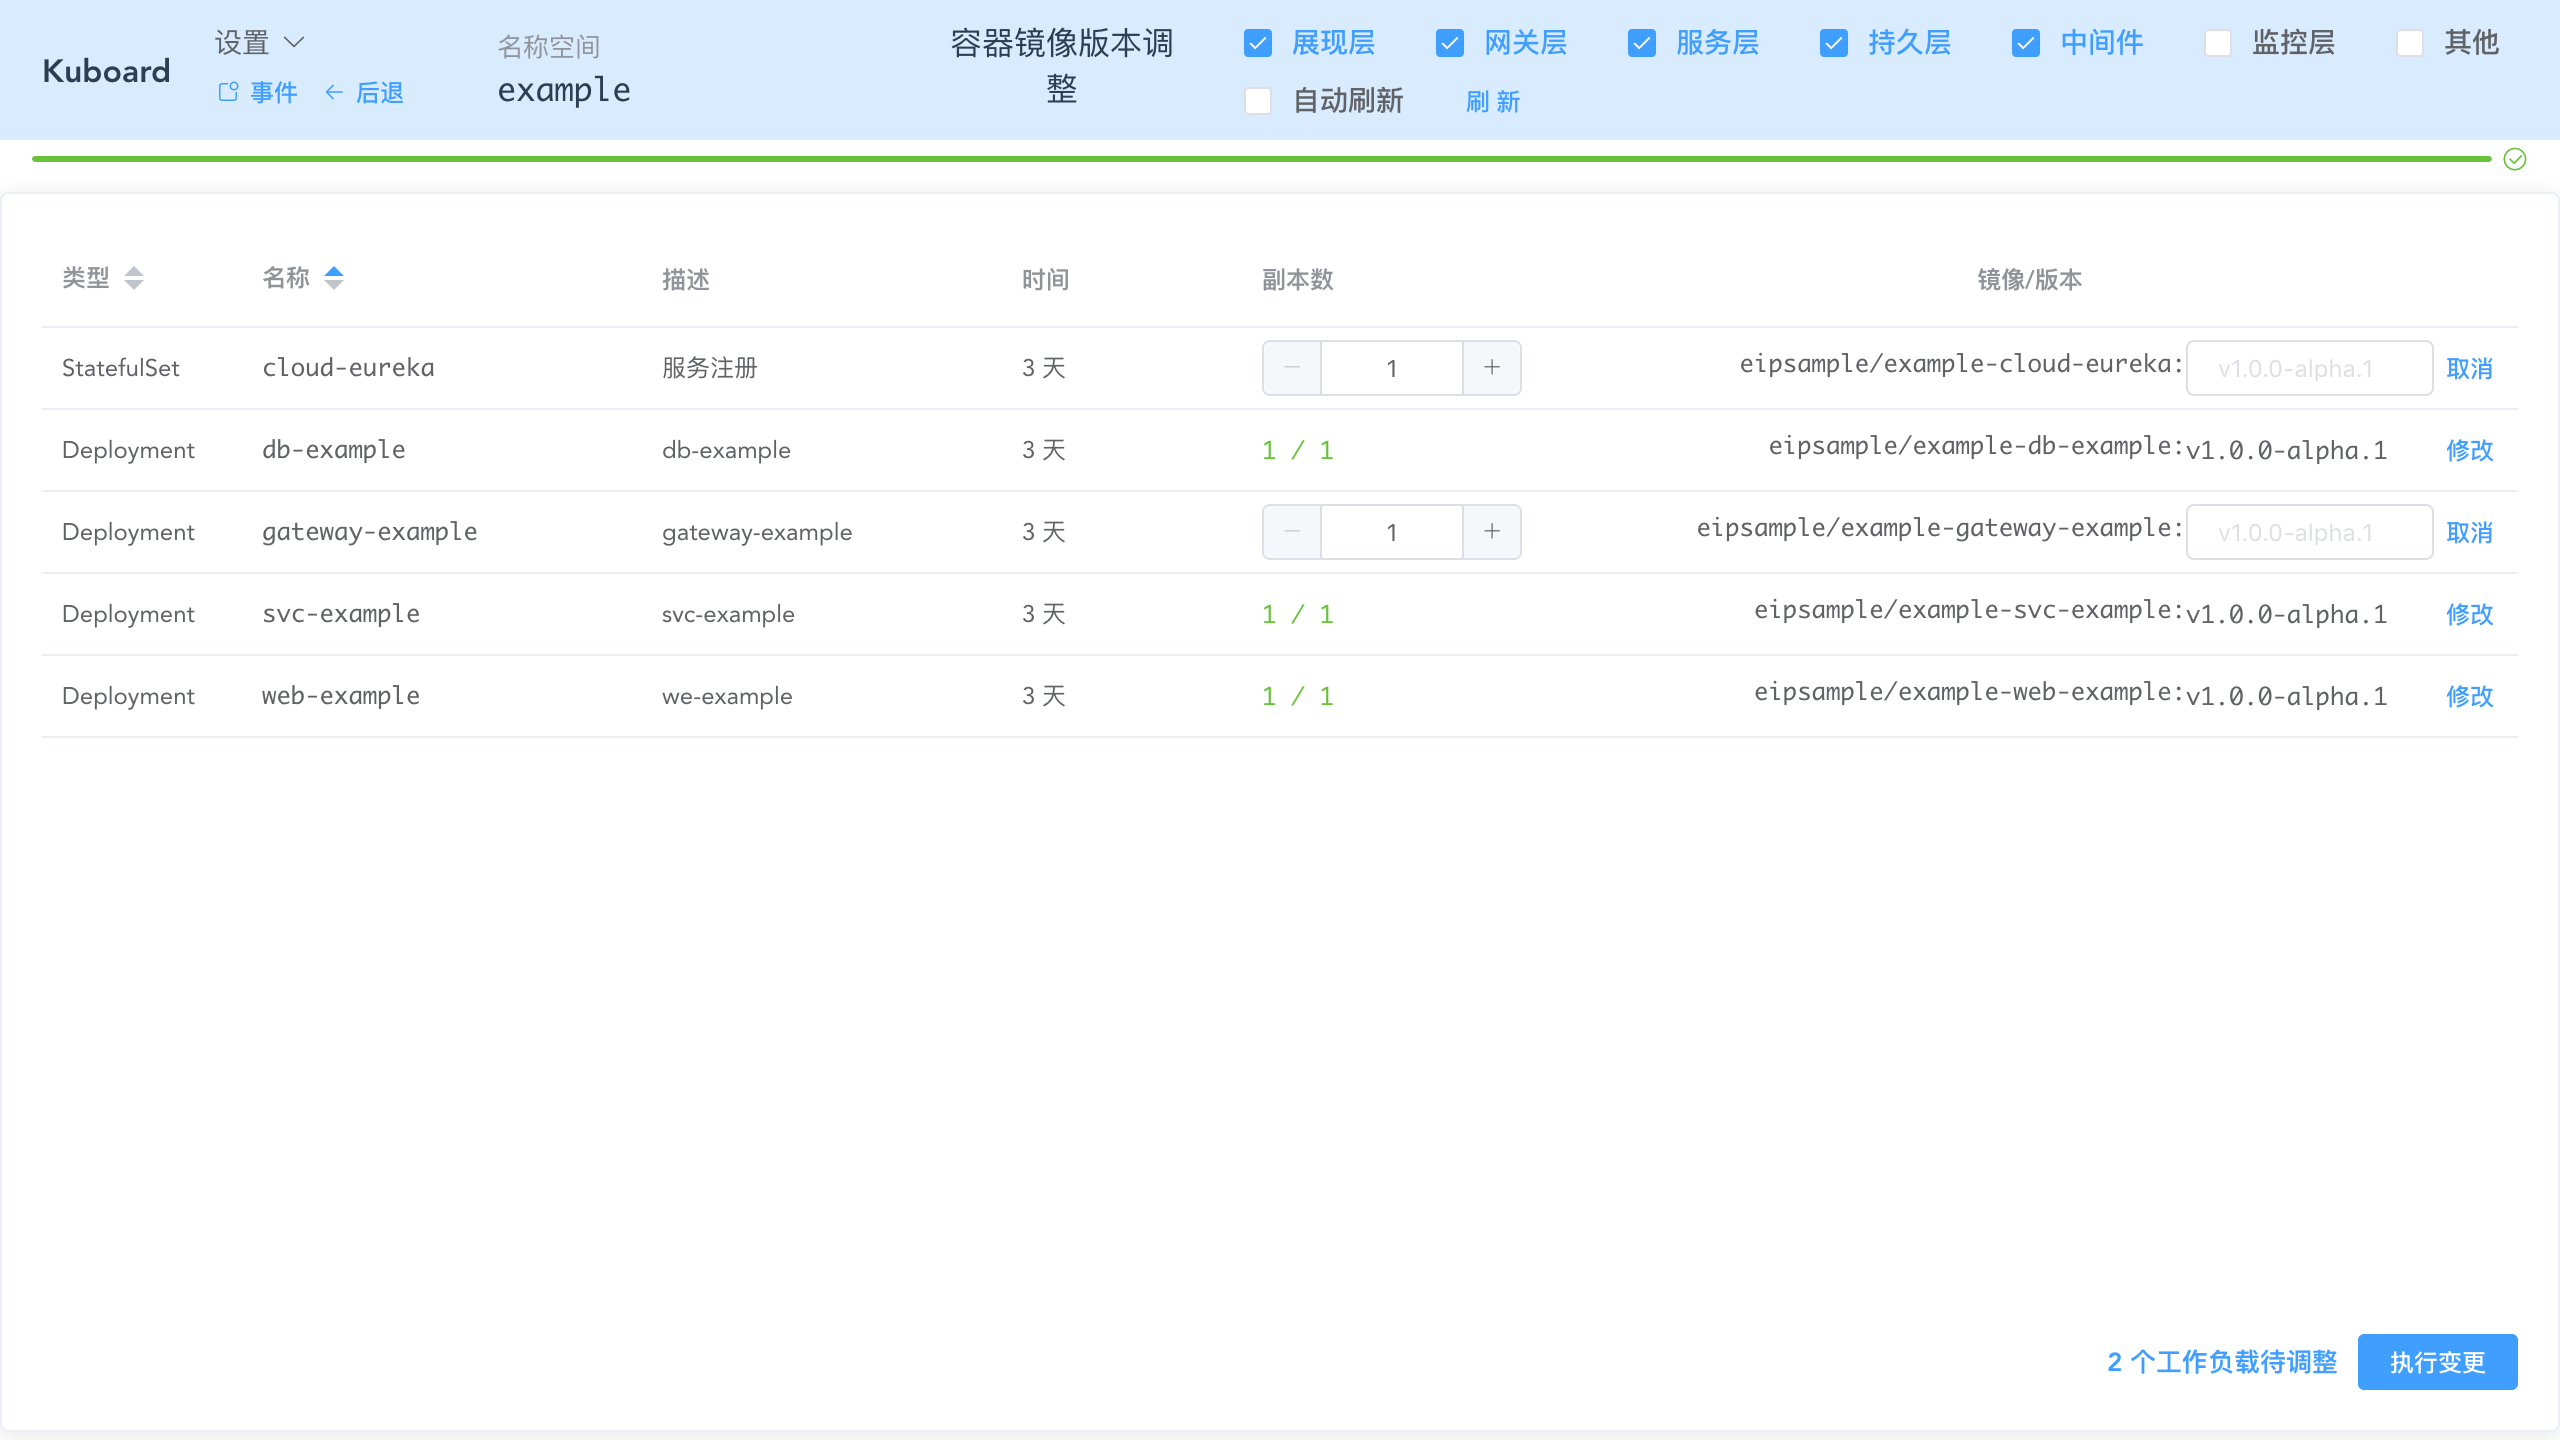 Kuboard
设置
事件 后退
名称空间
example
容器镜像版本调
整
展现层 网关层 服务层 持久层 中间件 监控层 其他
自动刷新 刷 新
类型 名称 描述 时间 副本数 镜像/版本
StatefulSet cloud-eureka 服务注册 3 天 − 1 + eipsample/example-cloud-eureka: v1.0.0-alpha.1 取消
Deployment db-example db-example 3 天 1 / 1 eipsample/example-db-example:v1.0.0-alpha.1 修改
Deployment gateway-example gateway-example 3 天 − 1 + eipsample/example-gateway-example: v1.0.0-alpha.1 取消
Deployment svc-example svc-example 3 天 1 / 1 eipsample/example-svc-example:v1.0.0-alpha.1 修改
Deployment web-example we-example 3 天 1 / 1 eipsample/example-web-example:v1.0.0-alpha.1 修改
2 个工作负载待调整 执行变更